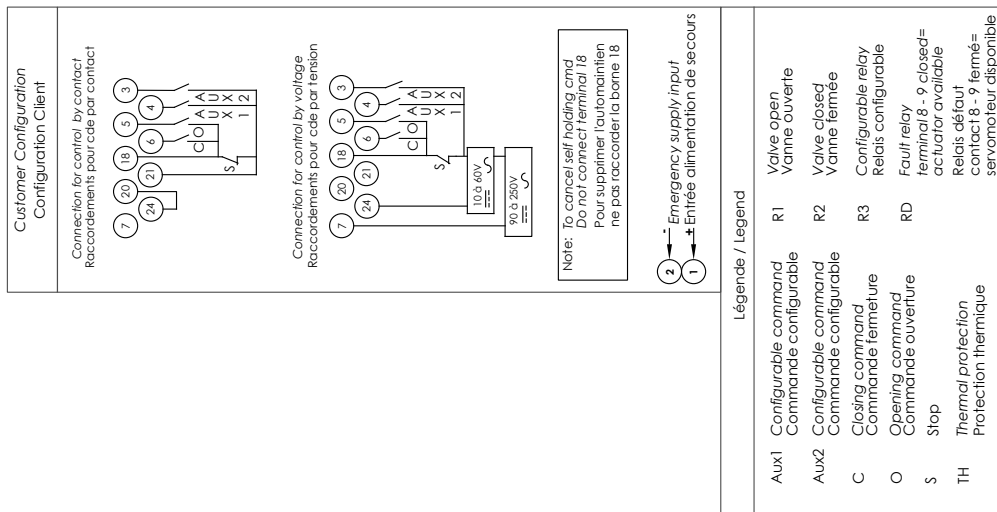 Customer Configuration
Configuration Client
Connection for control by contact
Raccordements pour cde par contact
7
20
18
5
4
3
24
21
6
C
O
A
U
X
1
A
U
X
2
S
Connection for control by voltage
Raccordements pour cde par tension
7
20
18
5
4
3
24
21
6
C
O
A
U
X
1
A
U
X
2
S
10 à 60V
90 à 250V
Note: To cancel self holding cmd
Do not connect terminal 18
Pour supprimer l'automaintien
ne pas raccorder la borne 18
2 - Emergency supply input
1 + Entrée alimentation de secours
Légende / Legend
Aux1 Configurable command
Commande configurable
Aux2 Configurable command
Commande configurable
C Closing command
Commande fermeture
O Opening command
Commande ouverture
S Stop
TH Thermal protection
Protection thermique
R1 Valve open
Vanne ouverte
R2 Valve closed
Vanne fermée
R3 Configurable relay
Relais configurable
RD Fault relay
terminal 8 - 9 closed=
actuator available
Relais défaut
contact 8 - 9 fermé=
servomoteur disponible